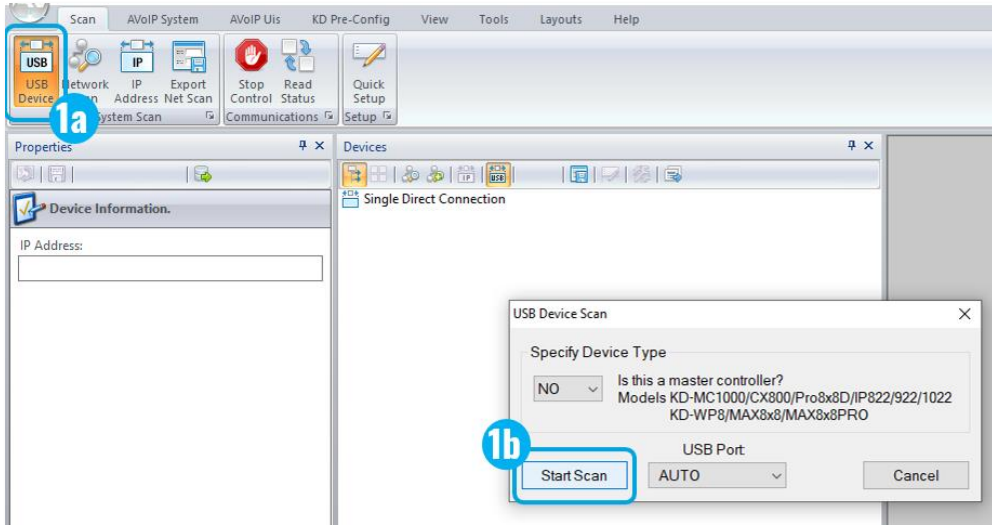 Scan AVoIP System AVoIP Uis KD Pre-Config View Tools Layouts Help
USB IP
USB Device
IP Address
Export Net Scan
Stop Control
Read Status
Quick Setup
1a
System Scan Communications Setup
Properties
Devices
IP USB
Device Information.
Single Direct Connection
IP Address:
USB Device Scan
Specify Device Type
NO
Is this a master controller?
Models KD-MC1000/CX800/Pro8x8D/IP822/922/1022
KD-WP8/MAX8x8/MAX8x8PRO
1b
USB Port
Start Scan AUTO Cancel